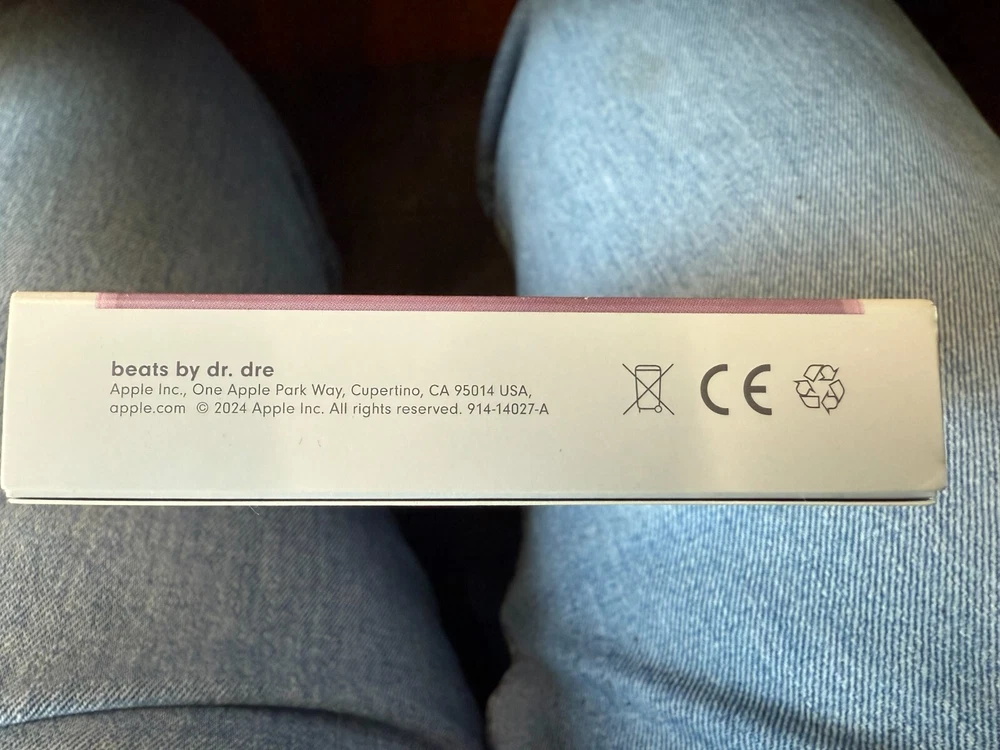 beats by dr. dre
Apple Inc., One Apple Park Way, Cupertino, CA 95014 USA,
apple.com © 2024 Apple Inc. All rights reserved. 914-14027-A
CE